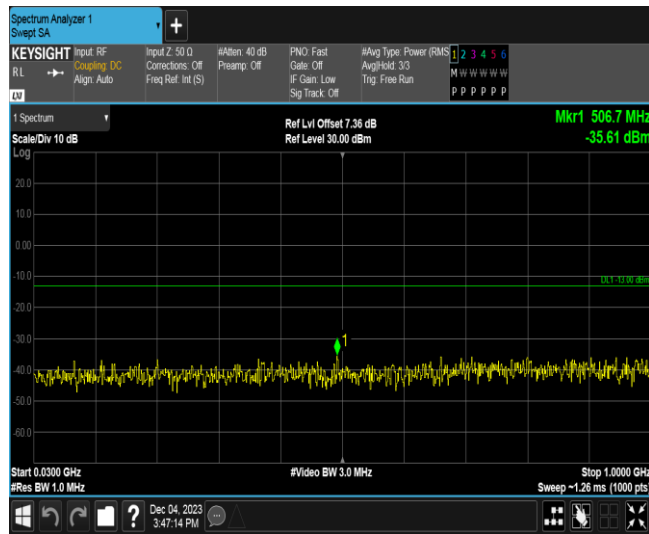 Spectrum Analyzer 1
Swept SA
+
KEYSIGHT
RL
LXI
Input: RF
Coupling: DC
Align: Auto
Input Z: 50 Ω
Corrections: Off
Freq Ref: Int (S)
#Atten: 40 dB
Preamp: Off
PNO: Fast
Gate: Off
IF Gain: Low
Sig Track: Off
#Avg Type: Power (RMS
Avg|Hold: 3/3
Trig: Free Run
1 2 3 4 5 6
M W W W W W
P P P P P P
1 Spectrum
Scale/Div 10 dB
Ref Lvl Offset 7.36 dB
Ref Level 30.00 dBm
Mkr1 506.7 MHz
-35.61 dBm
Log
20.0
10.0
0.00
-10.0
DL1 -13.00 dBm
-20.0
-30.0
1
-40.0
-50.0
-60.0
Start 0.0300 GHz
#Res BW 1.0 MHz
#Video BW 3.0 MHz
Stop 1.0000 GHz
Sweep ~1.26 ms (1000 pts)
?
Dec 04, 2023
3:47:14 PM